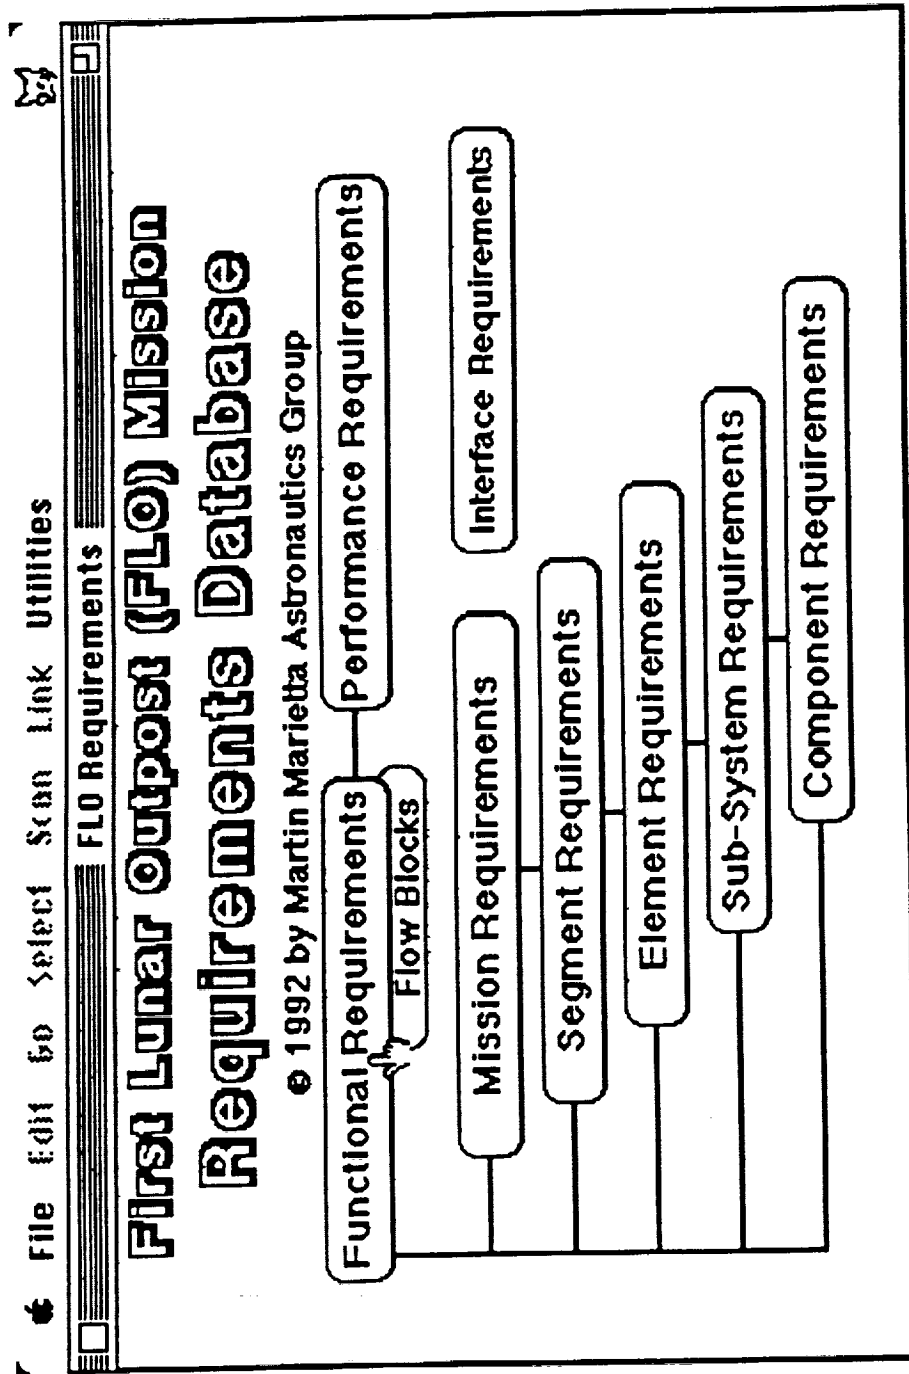 File Edit Go Select Scan Link Utilities
FLO Requirements
First Lunar Outpost (FLO) Mission
Requirements Database
© 1992 by Martin Marietta Astronautics Group
Functional Requirements
Performance Requirements
Flow Blocks
Mission Requirements
Interface Requirements
Segment Requirements
Element Requirements
Sub-System Requirements
Component Requirements